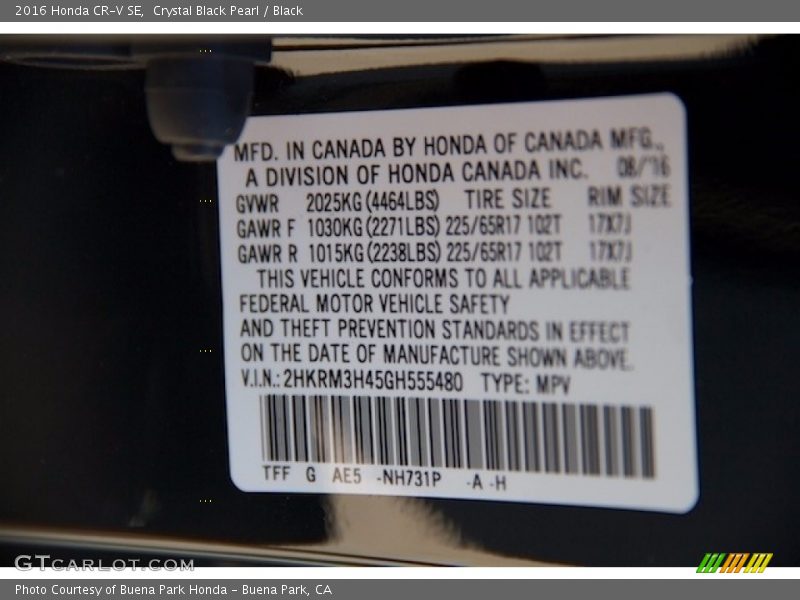 2016 Honda CR-V SE, Crystal Black Pearl / Black
MFD. IN CANADA BY HONDA OF CANADA MFG.,
A DIVISION OF HONDA CANADA INC. 08/16
GVWR 2025KG(4464LBS) TIRE SIZE RIM SIZE
GAWR F 1030KG(2271LBS) 225/65R17 102T 17X7J
GAWR R 1015KG(2238LBS) 225/65R17 102T 17X7J
THIS VEHICLE CONFORMS TO ALL APPLICABLE
FEDERAL MOTOR VEHICLE SAFETY
AND THEFT PREVENTION STANDARDS IN EFFECT
ON THE DATE OF MANUFACTURE SHOWN ABOVE.
V.I.N.: 2HKRM3H45GH555480 TYPE: MPV
TFF G AE5 -NH731P -A -H
GTCARLOT.COM
Photo Courtesy of Buena Park Honda - Buena Park, CA